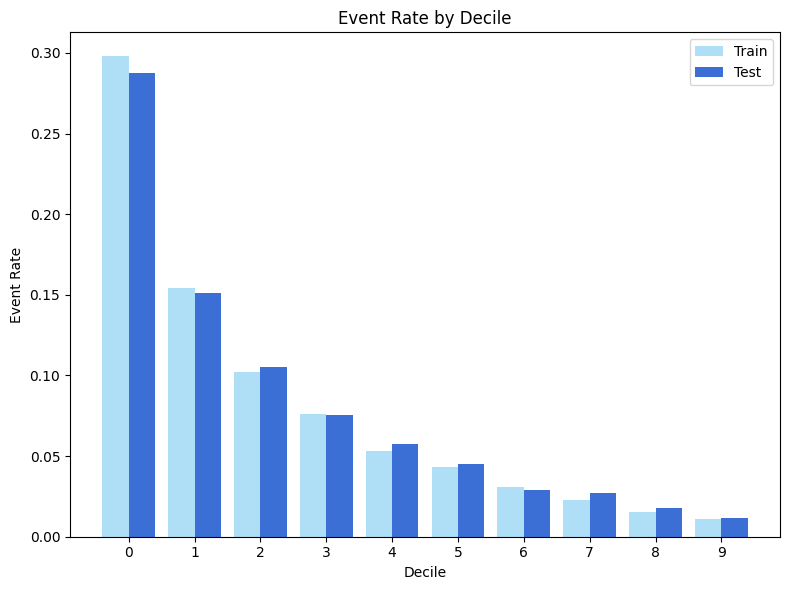 Event Rate by Decile
Train
Test
Event Rate
0.30
0.25
0.20
0.15
0.10
0.05
0.00
0 1 2 3 4 5 6 7 8 9
Decile